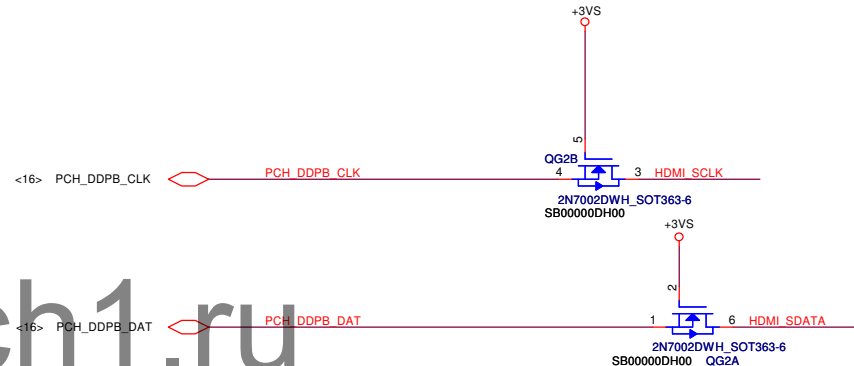 +3VS
5
QG2B
<16> PCH_DDPB_CLK
PCH_DDPB_CLK
4
3
HDMI_SCLK
2N7002DWH_SOT363-6
SB00000DH00
+3VS
2
<16> PCH_DDPB_DAT
PCH_DDPB_DAT
1
6
HDMI_SDATA
2N7002DWH_SOT363-6
SB00000DH00 QG2A
ch1.ru